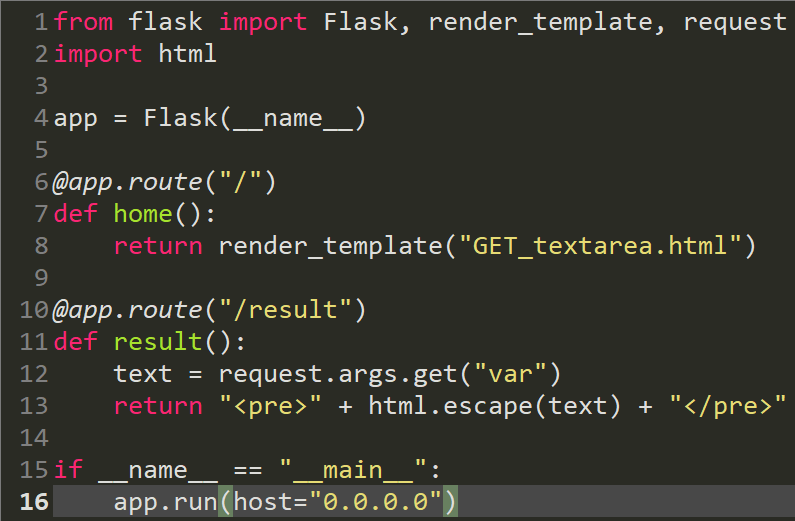 1 from flask import Flask, render_template, request
2 import html
3
4 app = Flask(__name__)
5
6 @app.route("/")
7 def home():
8     return render_template("GET_textarea.html")
9
10 @app.route("/result")
11 def result():
12     text = request.args.get("var")
13     return "<pre>" + html.escape(text) + "</pre>"
14
15 if __name__ == "__main__":
16     app.run(host="0.0.0.0")